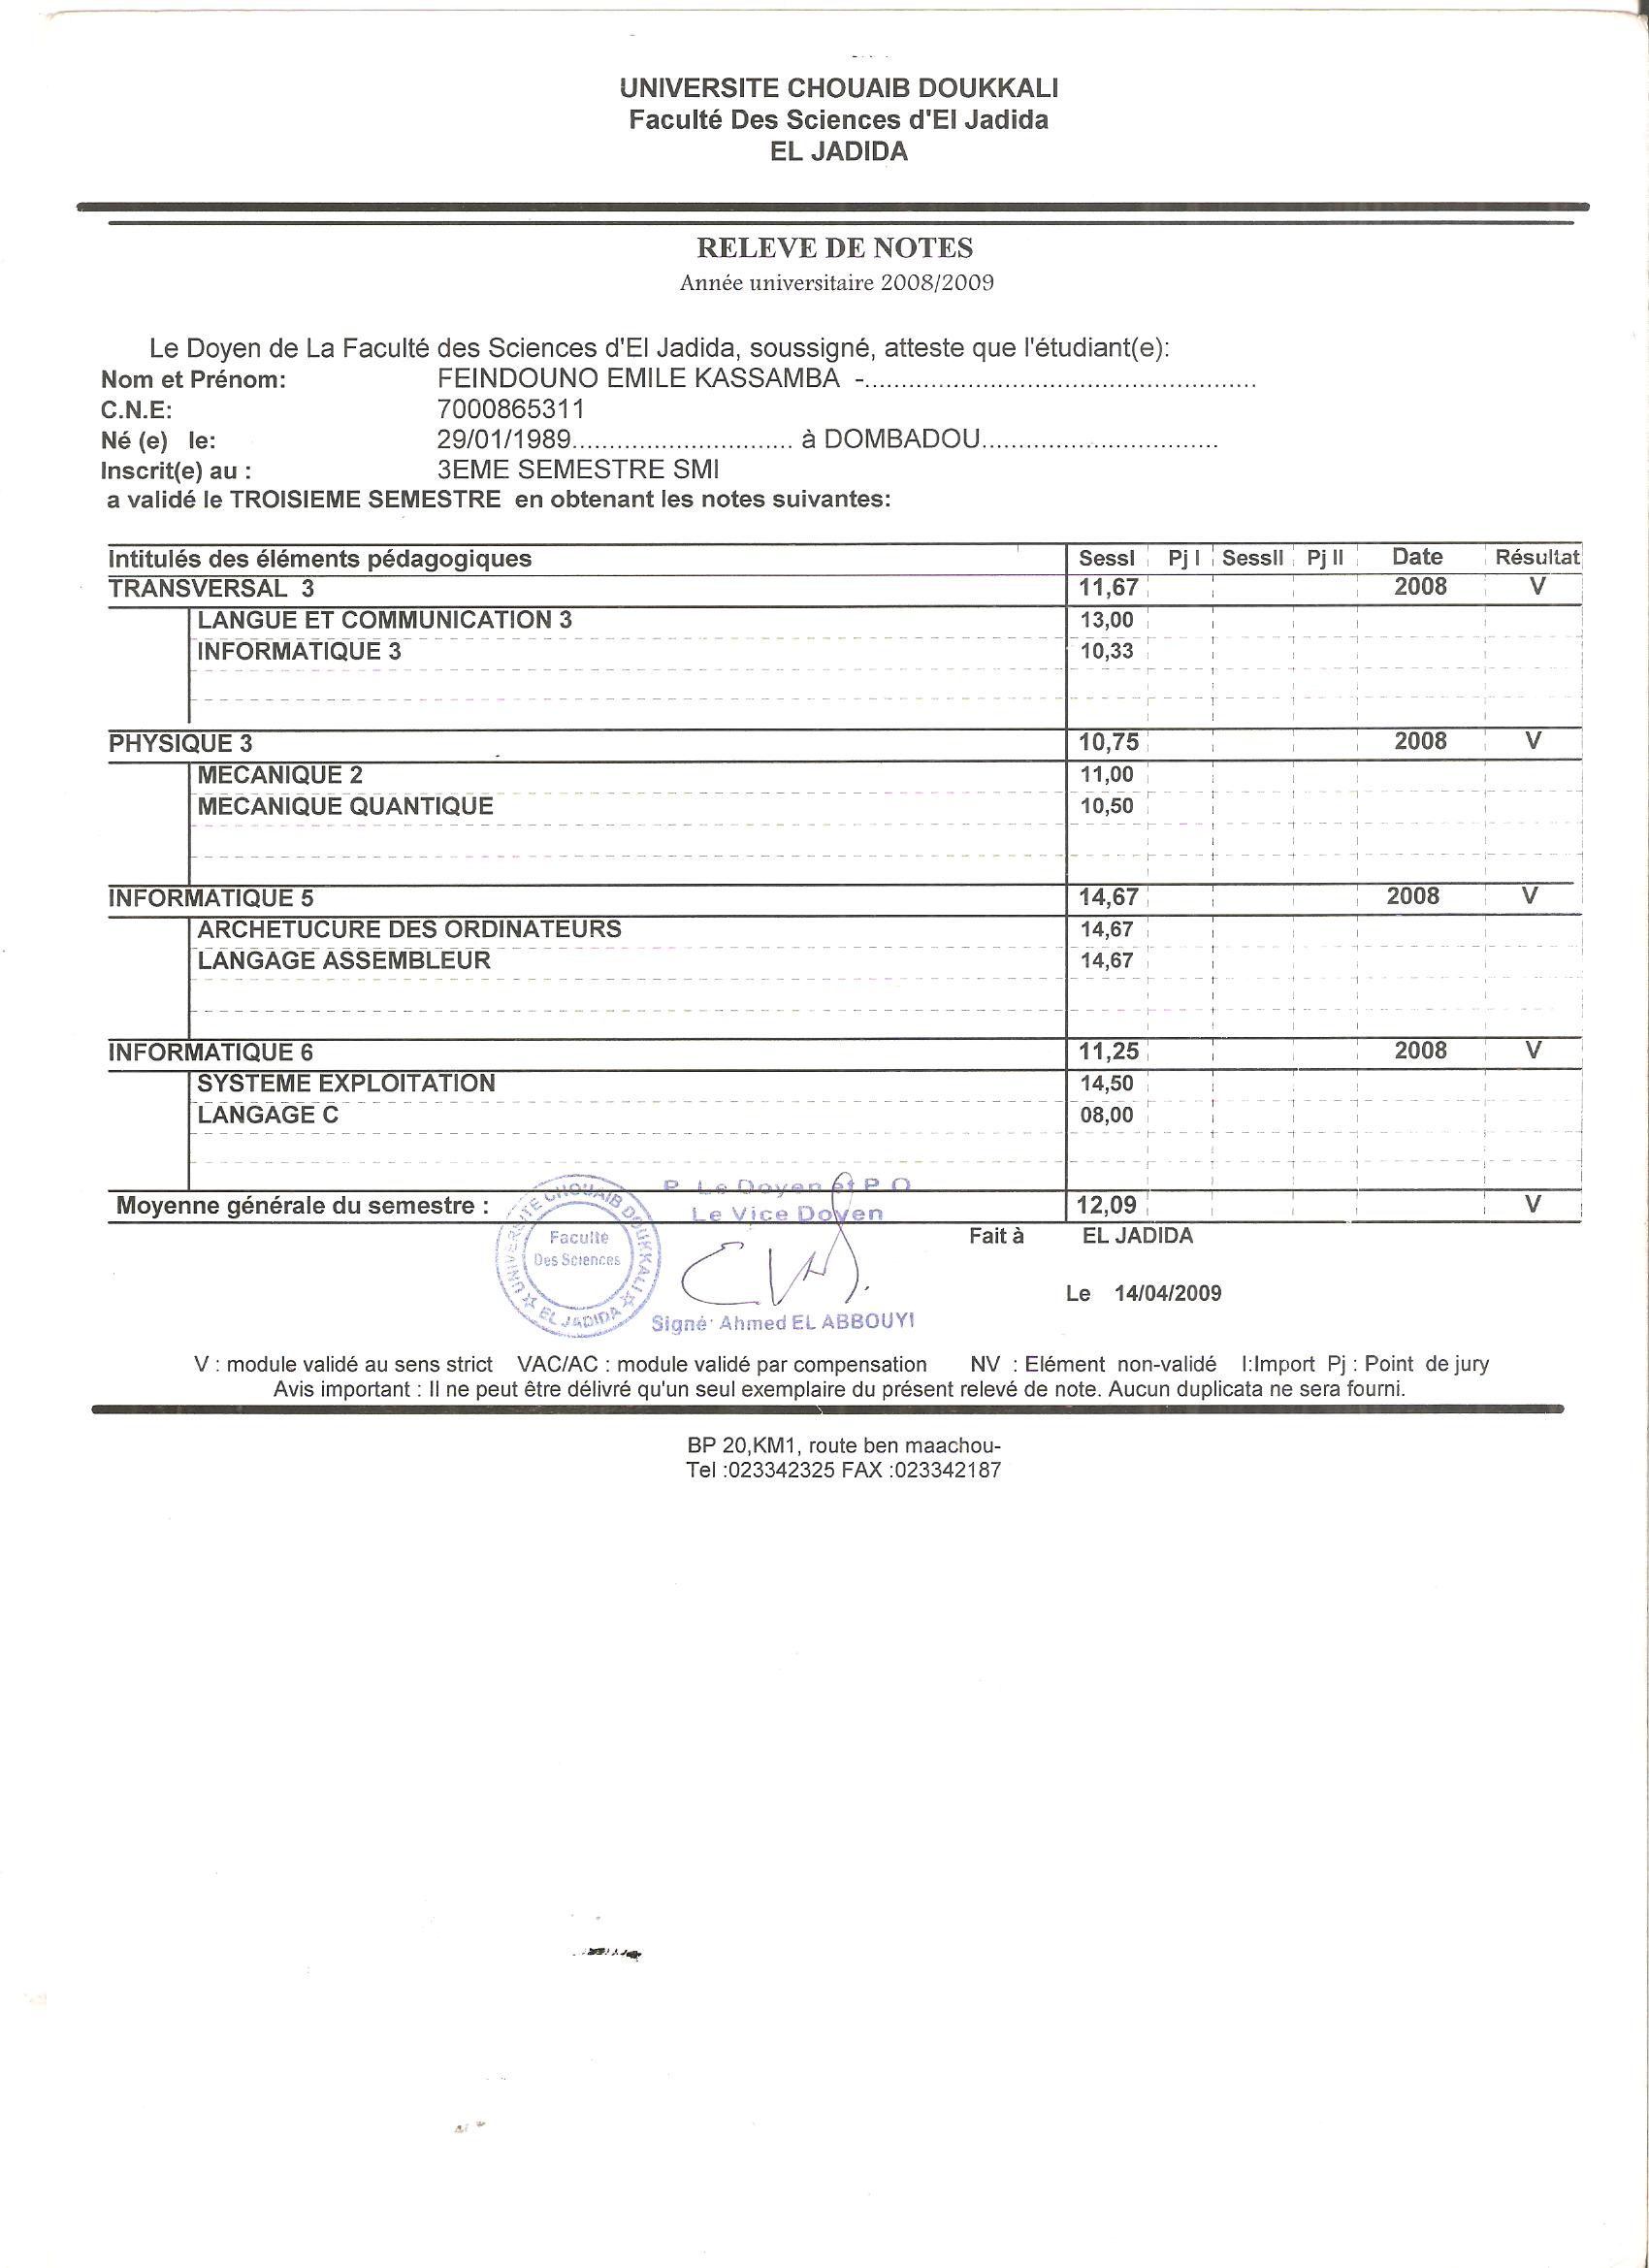 UNIVERSITE CHOUAIB DOUKKALI
Faculté Des Sciences d'El Jadida
EL JADIDA
RELEVE DE NOTES
Année universitaire 2008/2009
Le Doyen de La Faculté des Sciences d'El Jadida, soussigné, atteste que l'étudiant(e):
Nom et Prénom: FEINDOUNO EMILE KASSAMBA -....................................................
C.N.E: 7000865311
Né (e) le: 29/01/1989............................. à DOMBADOU...............................
Inscrit(e) au : 3EME SEMESTRE SMI
a validé le TROISIEME SEMESTRE en obtenant les notes suivantes:
Intitulés des éléments pédagogiques SessI Pj I SessII Pj II Date Résultat
TRANSVERSAL 3 11,67 2008 V
LANGUE ET COMMUNICATION 3 13,00
INFORMATIQUE 3 10,33
PHYSIQUE 3 10,75 2008 V
MECANIQUE 2 11,00
MECANIQUE QUANTIQUE 10,50
INFORMATIQUE 5 14,67 2008 V
ARCHETUCURE DES ORDINATEURS 14,67
LANGAGE ASSEMBLEUR 14,67
INFORMATIQUE 6 11,25 2008 V
SYSTEME EXPLOITATION 14,50
LANGAGE C 08,00
P. Le Doyen et P.O
Moyenne générale du semestre : 12,09 V
Le Vice Doyen
UNIVERSITE CHOUAIB DOUKKALI
Faculté
Des Sciences
EL JADIDA
Fait à EL JADIDA
Le 14/04/2009
Signé: Ahmed EL ABBOUYI
V : module validé au sens strict VAC/AC : module validé par compensation NV : Elément non-validé I:Import Pj : Point de jury
Avis important : Il ne peut être délivré qu'un seul exemplaire du présent relevé de note. Aucun duplicata ne sera fourni.
BP 20,KM1, route ben maachou-
Tel :023342325 FAX :023342187